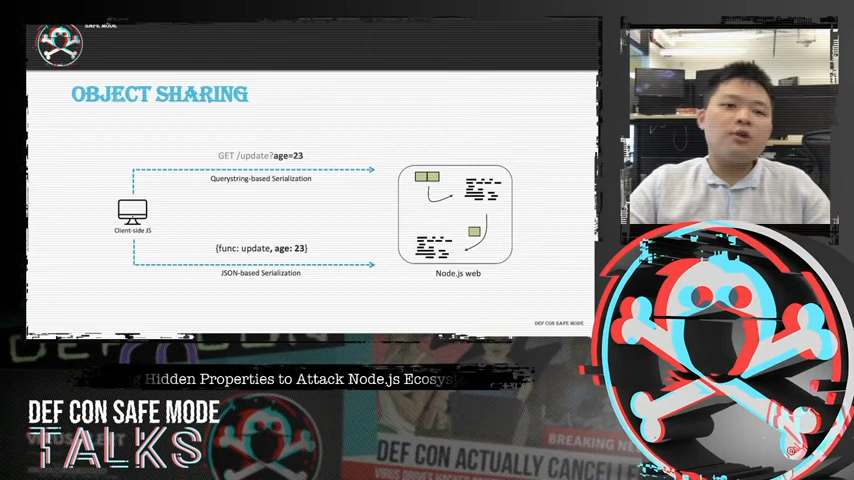 SAFE MODE
OBJECT SHARING
GET /update?age=23
Querystring-based Serialization
Client-side JS
{func: update, age: 23}
JSON-based Serialization
Node.js web
DEF CON SAFE MODE
Hidden Properties to Attack Node.js Ecosys
DEF CON SAFE MODE
TALKS
BREAKING NE
DEF CON ACTUALLY CANCELLE